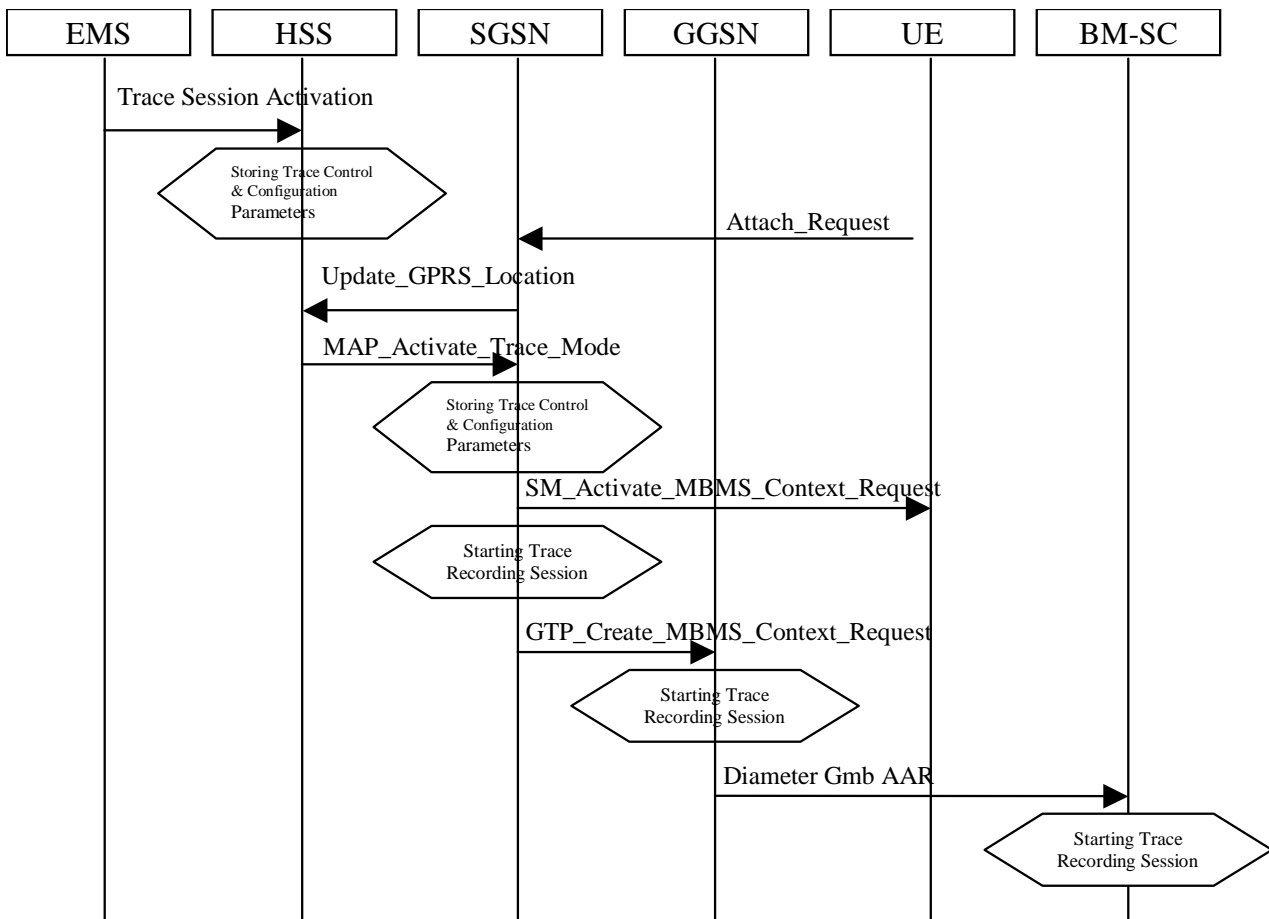 EMS HSS SGSN GGSN UE BM-SC
Trace Session Activation
Storing Trace Control
& Configuration
Parameters
Attach_Request
Update_GPRS_Location
MAP_Activate_Trace_Mode
Storing Trace Control
& Configuration
Parameters
SM_Activate_MBMS_Context_Request
Starting Trace
Recording Session
GTP_Create_MBMS_Context_Request
Starting Trace
Recording Session
Diameter Gmb AAR
Starting Trace
Recording Session